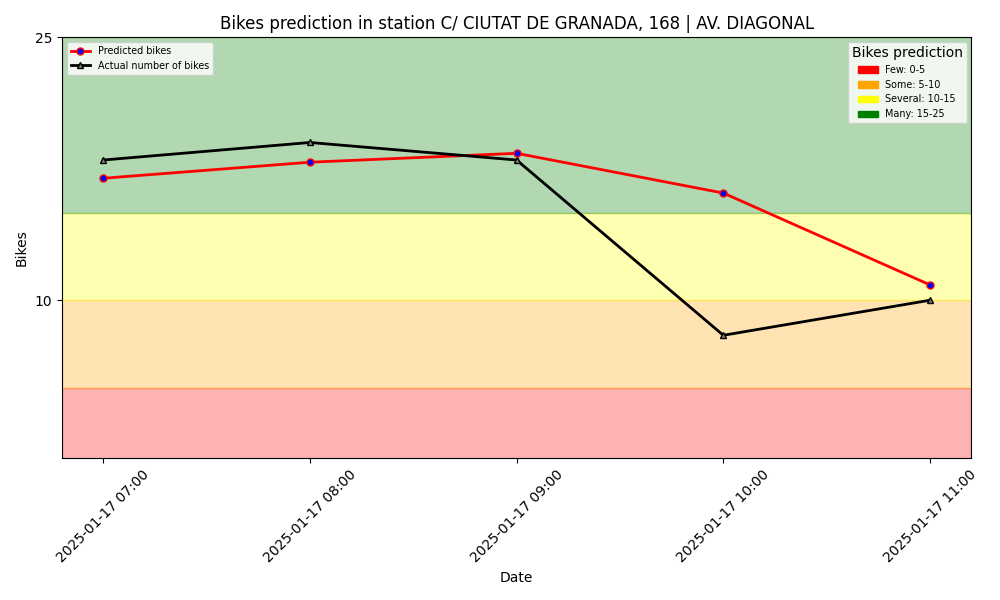 Bikes prediction in station C/ CIUTAT DE GRANADA, 168 | AV. DIAGONAL
25
Predicted bikes
Actual number of bikes
Bikes prediction
Few: 0-5
Some: 5-10
Several: 10-15
Many: 15-25
Bikes
10
2025-01-17 07:00
2025-01-17 08:00
2025-01-17 09:00
2025-01-17 10:00
2025-01-17 11:00
Date